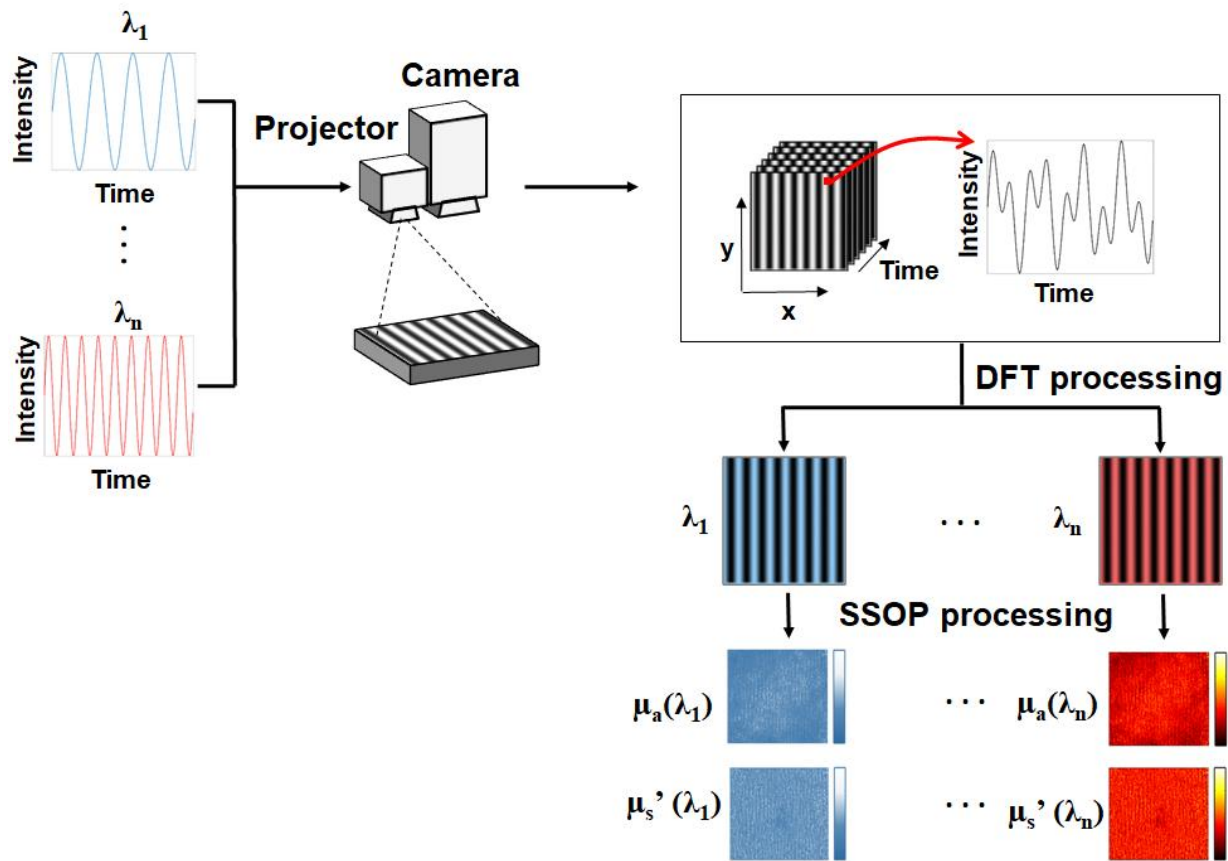 λ1
Intensity
Time
λn
Intensity
Time
Projector
Camera
y
x
Time
Intensity
Time
DFT processing
λ1
. . .
λn
SSOP processing
μa(λ1)
. . .
μa(λn)
μs’ (λ1)
. . .
μs’ (λn)